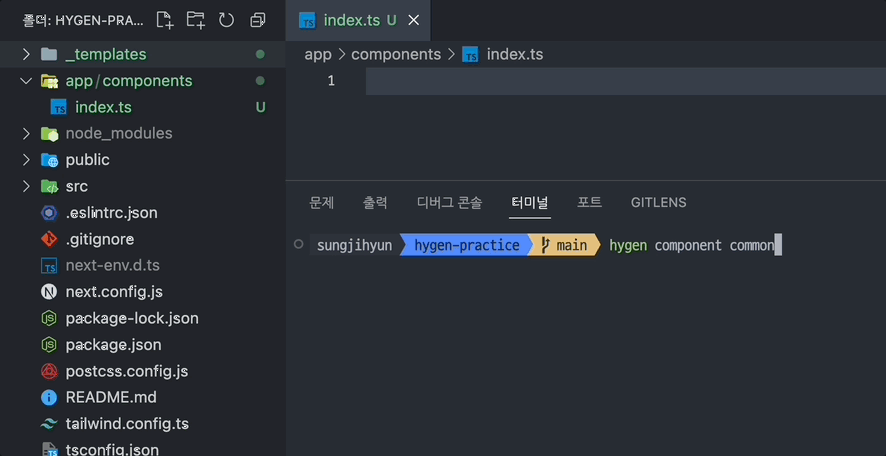 폴더: HYGEN-PRA...
_templates
app/components
index.ts U
node_modules
public
src
.eslintrc.json
.gitignore
next-env.d.ts
next.config.js
package-lock.json
package.json
postcss.config.js
README.md
tailwind.config.ts
tsconfig.json
index.ts U
app > components > index.ts
1
문제 출력 디버그 콘솔 터미널 포트 GITLENS
sungjihyun hygen-practice main hygen component common